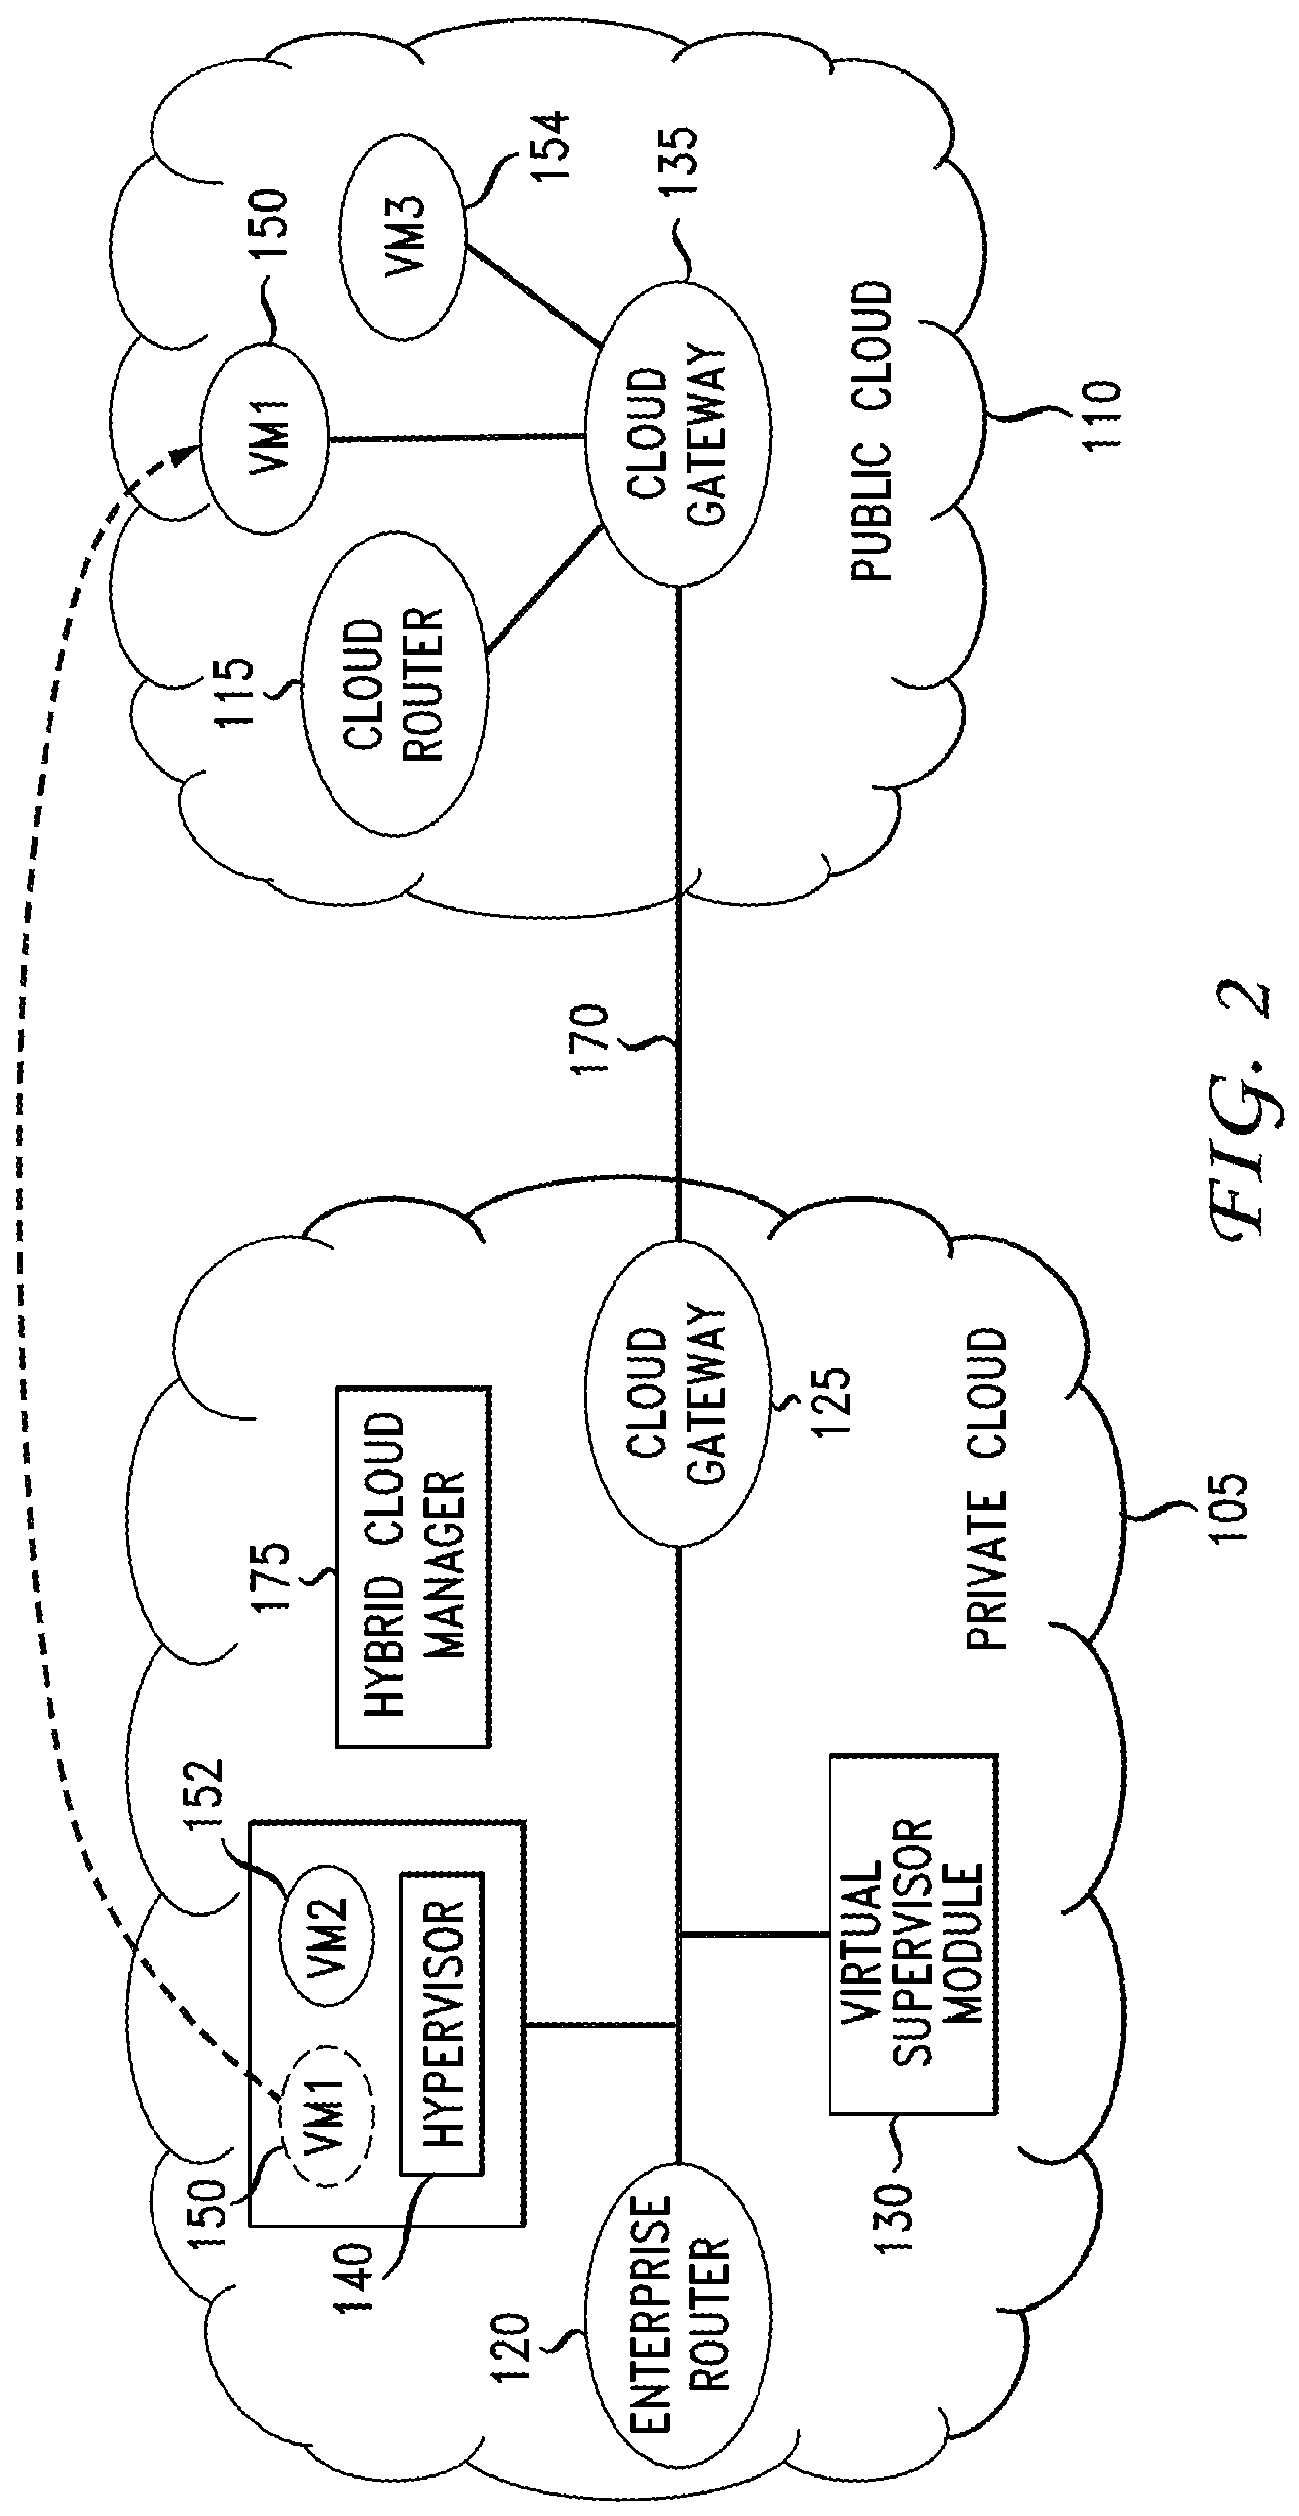 150
152
VM1
VM2
140
HYPERVISOR
175
HYBRID CLOUD
MANAGER
120
ENTERPRISE
ROUTER
CLOUD
GATEWAY
125
130
VIRTUAL
SUPERVISOR
MODULE
PRIVATE CLOUD
105
170
115
CLOUD
ROUTER
150
VM1
VM3
154
CLOUD
GATEWAY
135
PUBLIC CLOUD
110
FIG. 2